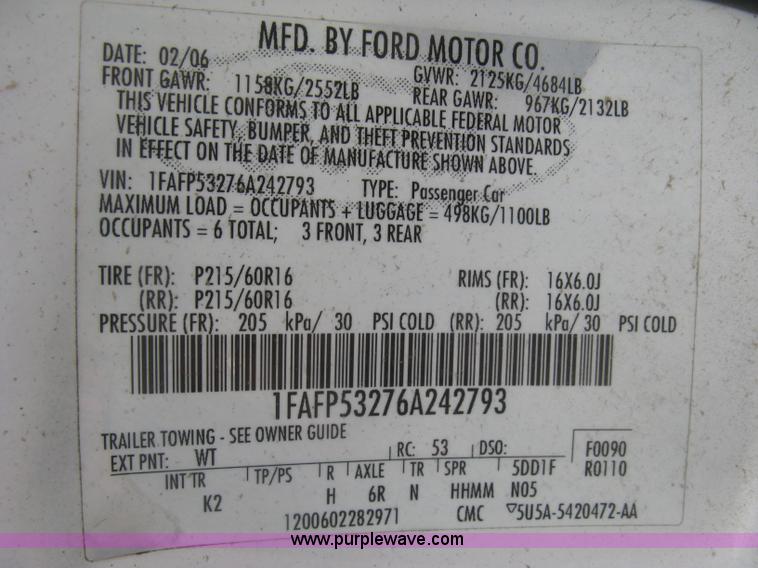 MFD. BY FORD MOTOR CO.
DATE: 02/06 GVWR: 2125KG/4684LB
FRONT GAWR: 1158KG/2552LB REAR GAWR: 967KG/2132LB
THIS VEHICLE CONFORMS TO ALL APPLICABLE FEDERAL MOTOR
VEHICLE SAFETY, BUMPER, AND THEFT PREVENTION STANDARDS
IN EFFECT ON THE DATE OF MANUFACTURE SHOWN ABOVE.
VIN: 1FAFP53276A242793 TYPE: Passenger Car
MAXIMUM LOAD = OCCUPANTS + LUGGAGE = 498KG/1100LB
OCCUPANTS = 6 TOTAL; 3 FRONT, 3 REAR
TIRE (FR): P215/60R16 RIMS (FR): 16X6.0J
(RR): P215/60R16 (RR): 16X6.0J
PRESSURE (FR): 205 kPa/ 30 PSI COLD (RR): 205 kPa/ 30 PSI COLD
1FAFP53276A242793
TRAILER TOWING - SEE OWNER GUIDE
EXT PNT: WT RC: 53 DSO: F0090
INT TR TP/PS R AXLE TR SPR 5DD1F R0110
K2 H 6R N HHMM N05
1200602282971 CMC ▽5U5A-5420472-AA
www.purplewave.com